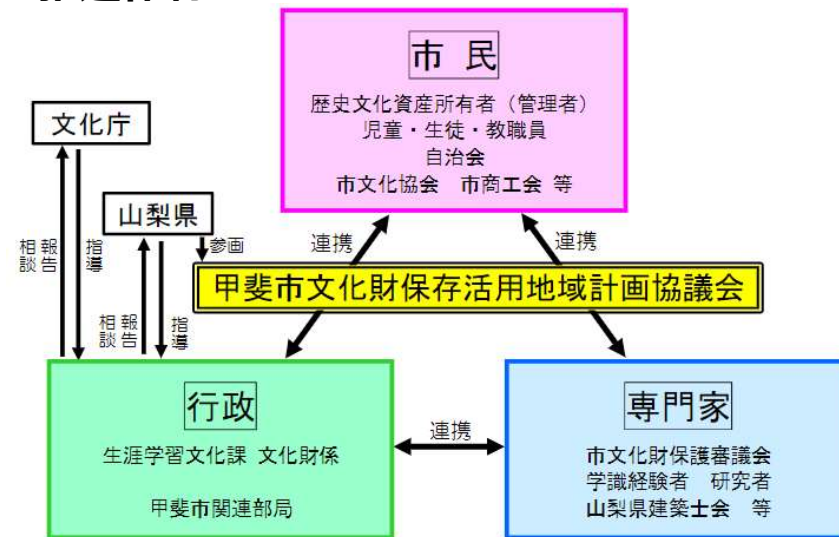 市 民
歴史文化資産所有者（管理者）
児童・生徒・教職員
自治会
市文化協会 市商工会 等
文化庁
山梨県
報告
相談
指導
参画
連携
連携
甲斐市文化財保存活用地域計画協議会
報告
相談
指導
行政
生涯学習文化課 文化財係
甲斐市関連部局
連携
専門家
市文化財保護審議会
学識経験者 研究者
山梨県建築士会 等